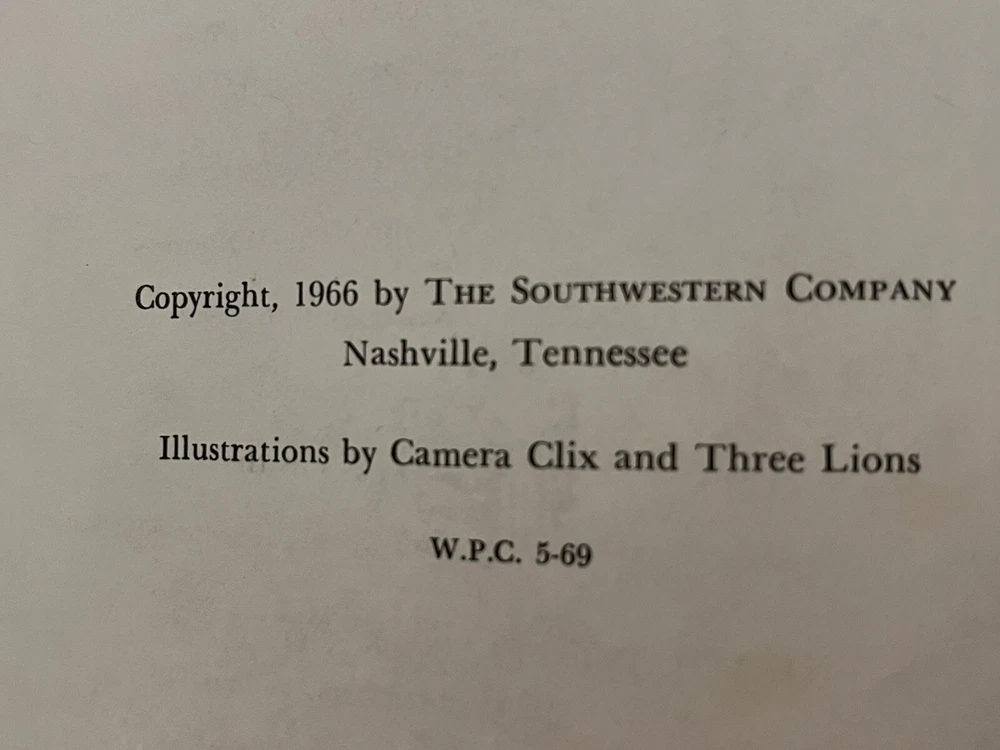 Copyright, 1966 by THE SOUTHWESTERN COMPANY
Nashville, Tennessee
Illustrations by Camera Clix and Three Lions
W.P.C. 5-69